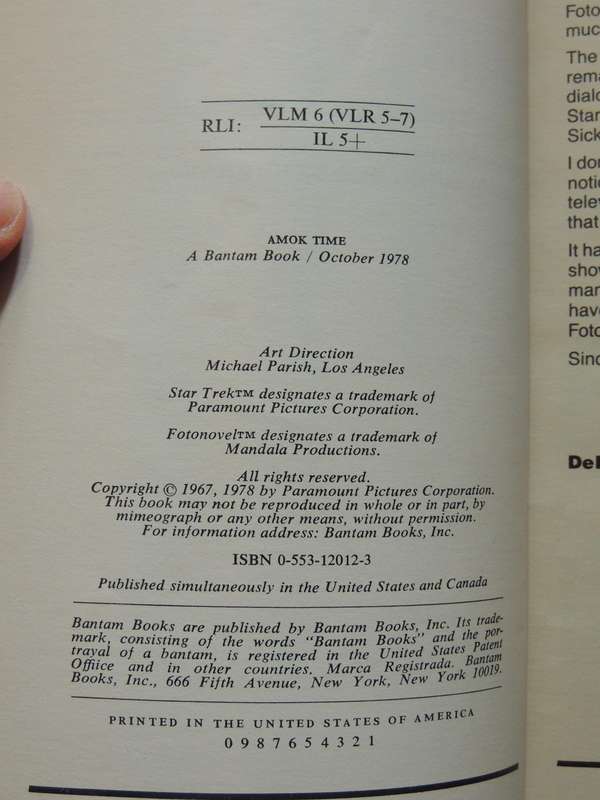 RLI: VLM 6 (VLR 5–7)
IL 5+
AMOK TIME
A Bantam Book / October 1978
Art Direction
Michael Parish, Los Angeles
Star Trek™ designates a trademark of
Paramount Pictures Corporation.
Fotonovel™ designates a trademark of
Mandala Productions.
All rights reserved.
Copyright © 1967, 1978 by Paramount Pictures Corporation.
This book may not be reproduced in whole or in part, by
mimeograph or any other means, without permission.
For information address: Bantam Books, Inc.
ISBN 0-553-12012-3
Published simultaneously in the United States and Canada
Bantam Books are published by Bantam Books, Inc. Its trade-
mark, consisting of the words "Bantam Books" and the por-
trayal of a bantam, is registered in the United States Patent
Office and in other countries. Marca Registrada. Bantam
Books, Inc., 666 Fifth Avenue, New York, New York 10019.
PRINTED IN THE UNITED STATES OF AMERICA
0 9 8 7 6 5 4 3 2 1
Foto
muc
The
rema
dialo
Star
Sick
I do
noti
tele
that
It ha
show
mar
have
Foto
Sinc
DeF